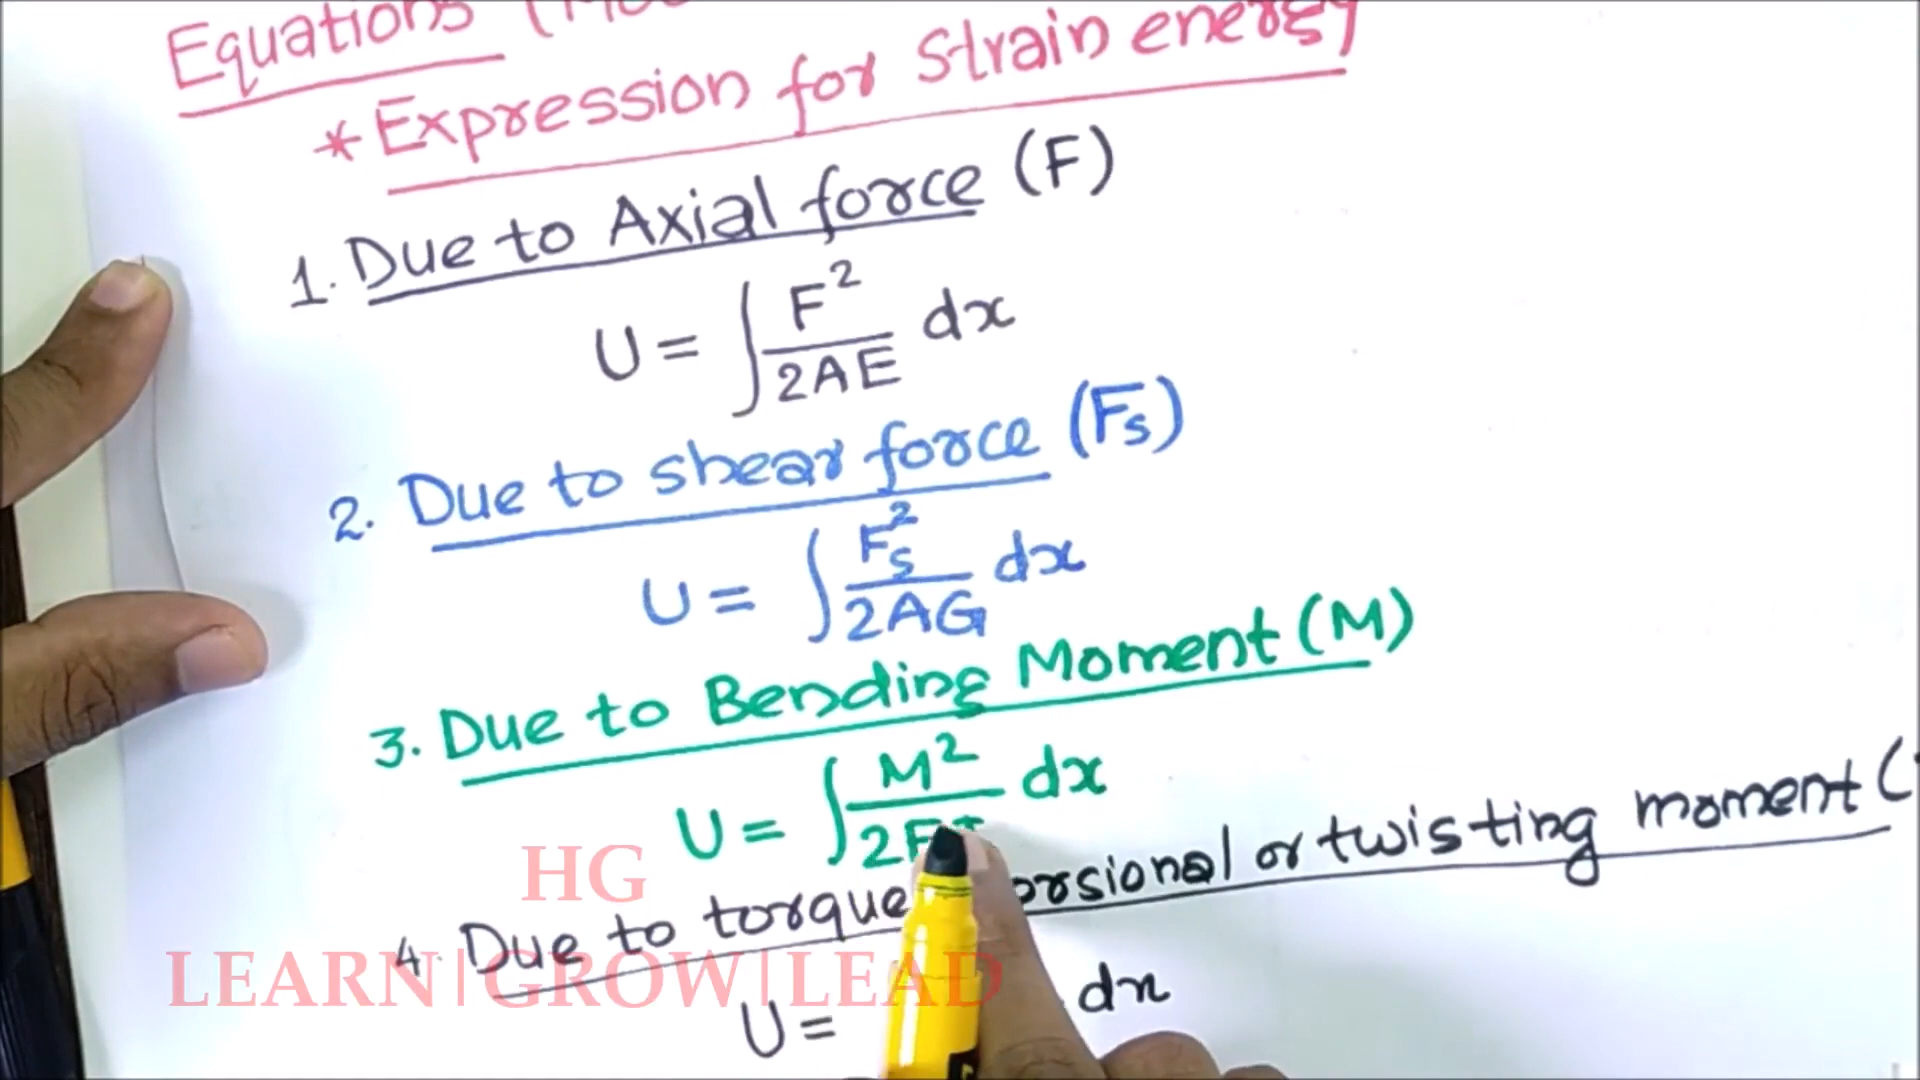 Equations
* Expression for Strain energy
1. Due to Axial force (F)
U = ∫ F²/2AE dx
2. Due to shear force (Fs)
U = ∫ Fs²/2AG dx
3. Due to Bending Moment (M)
U = ∫ M²/2EI dx
4. Due to torque orsional or twisting moment (
U = dx
HG
LEARN|GROW|LEAD